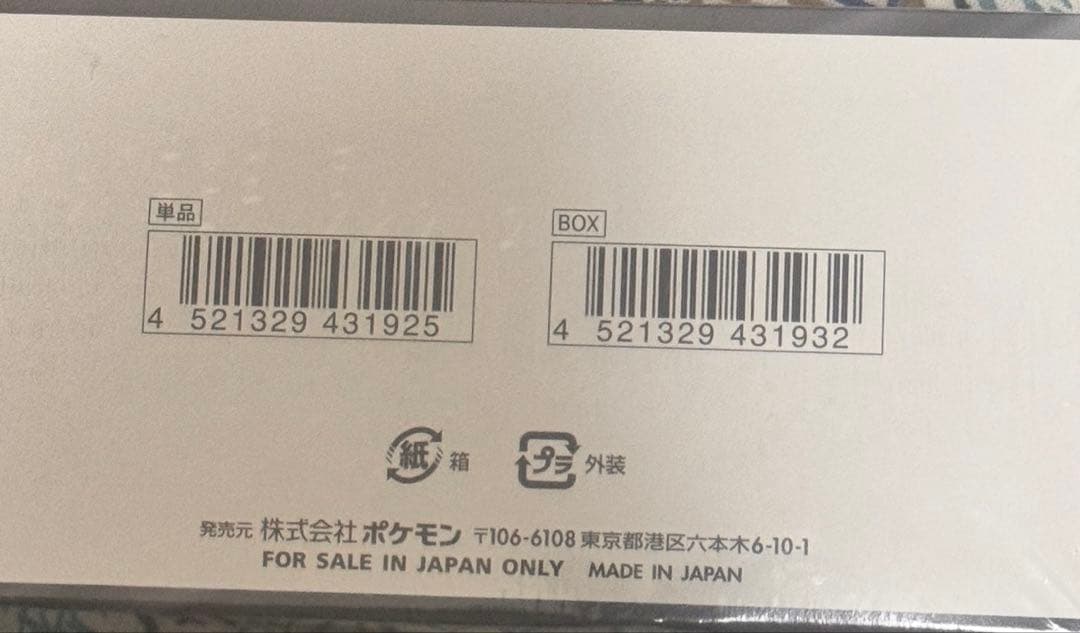 単品
4 521329 431925
BOX
4 521329 431932
紙 箱
プラ 外装
発売元 株式会社ポケモン 〒106-6108 東京都港区六本木6-10-1
FOR SALE IN JAPAN ONLY MADE IN JAPAN